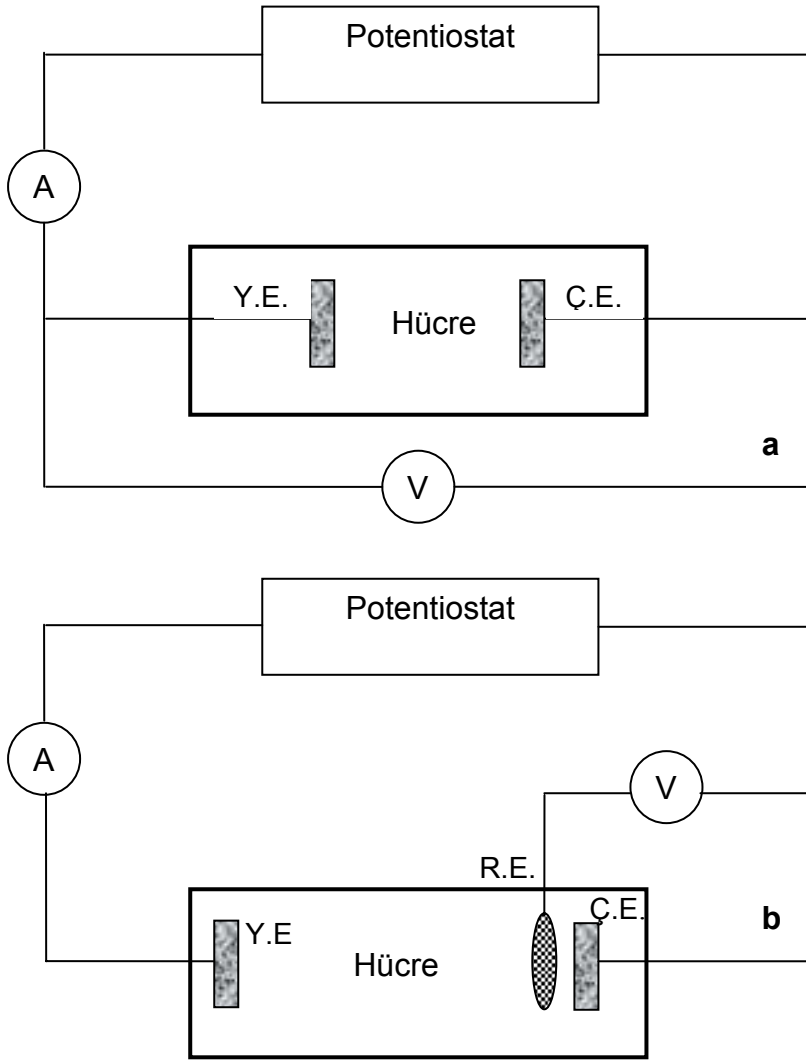 Potentiostat
A
Y.E.
Ç.E.
Hücre
a
V
Potentiostat
A
V
R.E.
Ç.E.
Y.E
b
Hücre